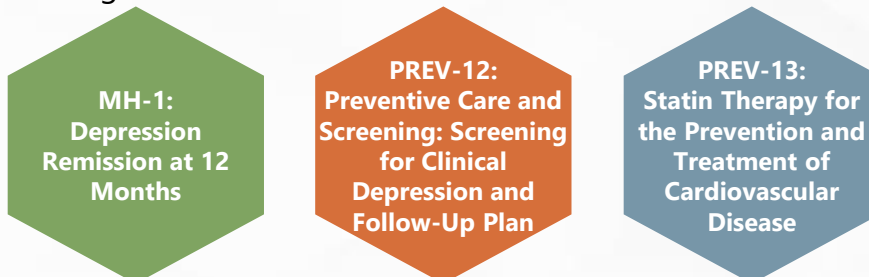 MH-1:
Depression
Remission at 12
Months
PREV-12:
Preventive Care and
Screening: Screening
for Clinical
Depression and
Follow-Up Plan
PREV-13:
Statin Therapy for
the Prevention and
Treatment of
Cardiovascular
Disease